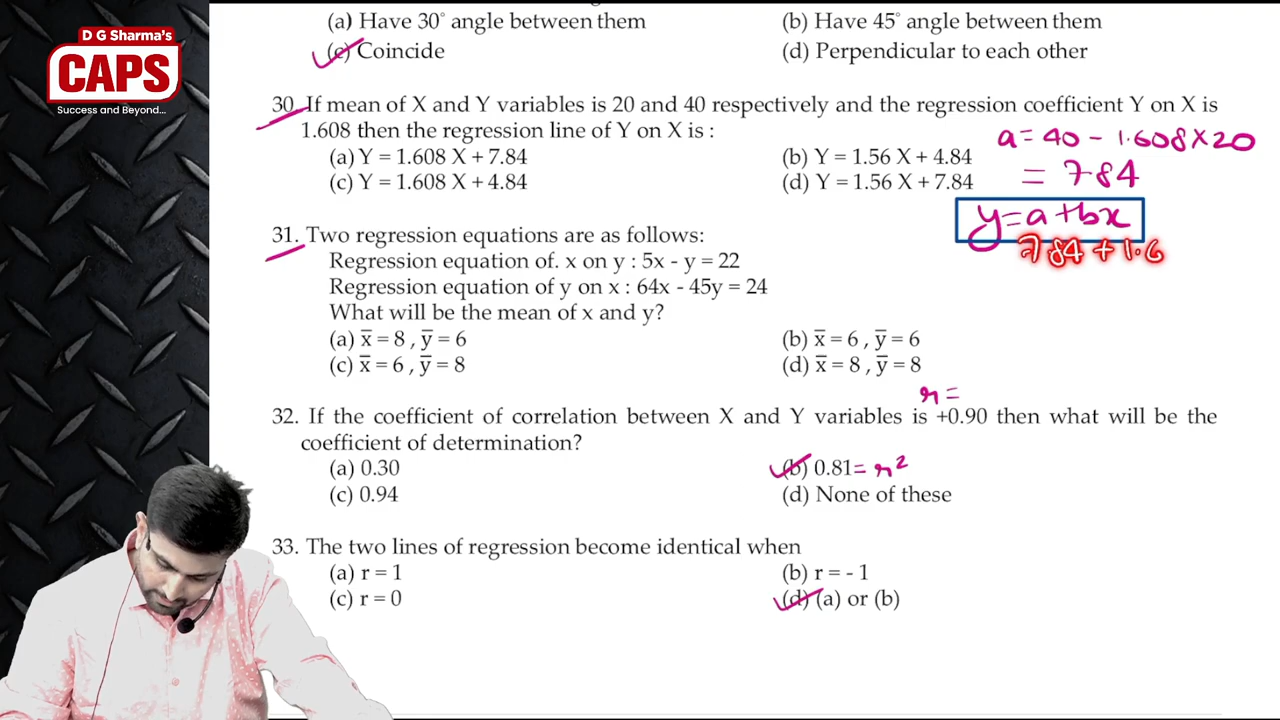 D G Sharma's
CAPS
Success and Beyond...
(a) Have 30° angle between them
(b) Have 45° angle between them
(c) Coincide
(d) Perpendicular to each other
30. If mean of X and Y variables is 20 and 40 respectively and the regression coefficient Y on X is
1.608 then the regression line of Y on X is :
a = 40 - 1.608 X 20
(a) Y = 1.608 X + 7.84
(b) Y = 1.56 X + 4.84
= 7.84
(c) Y = 1.608 X + 4.84
(d) Y = 1.56 X + 7.84
y = a + bx
7.84 + 1.6
31. Two regression equations are as follows:
Regression equation of. x on y : 5x - y = 22
Regression equation of y on x : 64x - 45y = 24
What will be the mean of x and y?
(a) x̅ = 8 , y̅ = 6
(b) x̅ = 6 , y̅ = 6
(c) x̅ = 6 , y̅ = 8
(d) x̅ = 8 , y̅ = 8
r =
32. If the coefficient of correlation between X and Y variables is +0.90 then what will be the
coefficient of determination?
(a) 0.30
(b) 0.81 = r²
(c) 0.94
(d) None of these
33. The two lines of regression become identical when
(a) r = 1
(b) r = - 1
(c) r = 0
(d) (a) or (b)